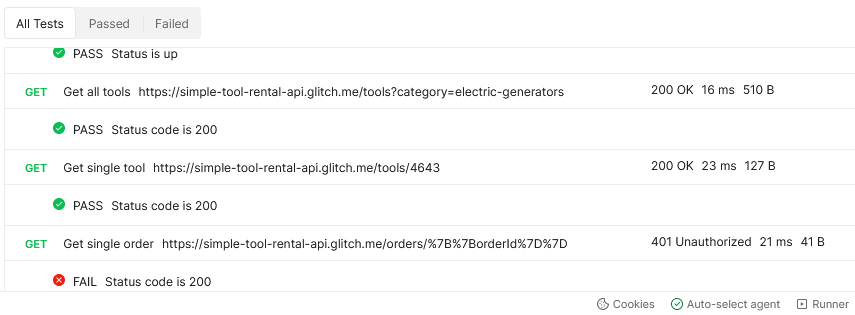 All Tests Passed Failed
PASS Status is up
GET Get all tools https://simple-tool-rental-api.glitch.me/tools?category=electric-generators 200 OK 16 ms 510 B
PASS Status code is 200
GET Get single tool https://simple-tool-rental-api.glitch.me/tools/4643 200 OK 23 ms 127 B
PASS Status code is 200
GET Get single order https://simple-tool-rental-api.glitch.me/orders/%7B%7BorderId%7D%7D 401 Unauthorized 21 ms 41 B
FAIL Status code is 200
Cookies Auto-select agent Runner